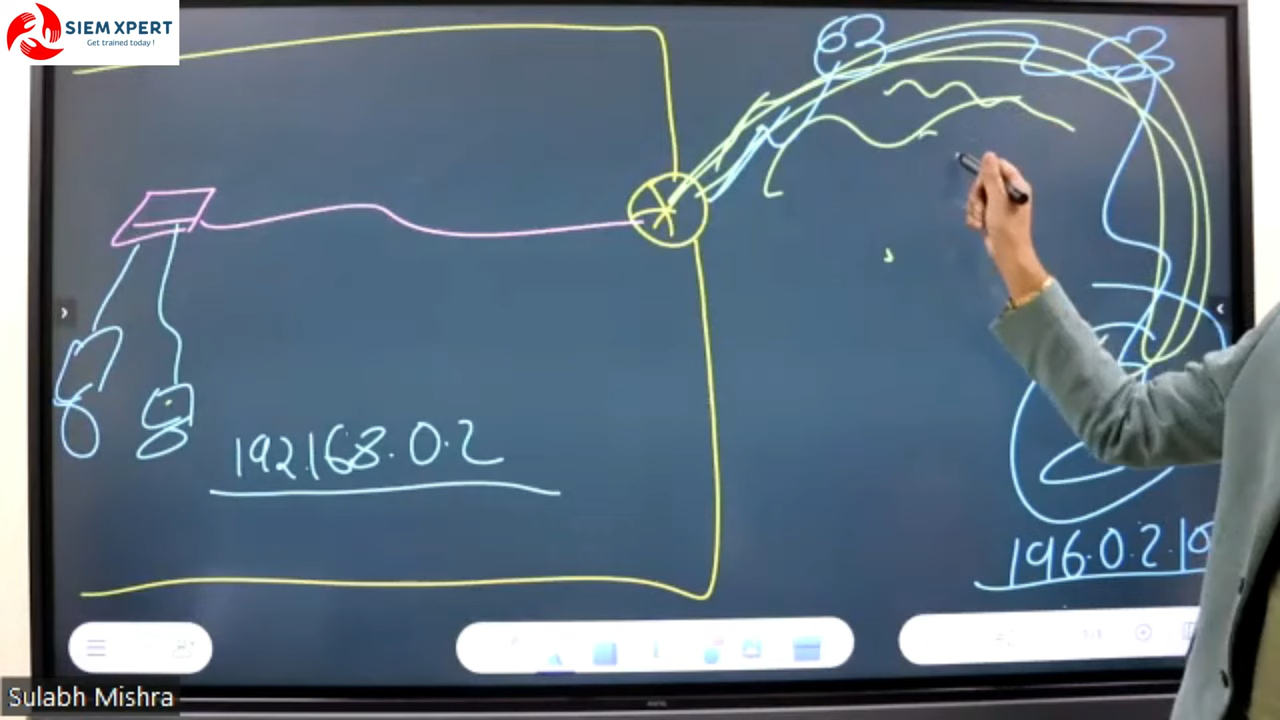 SIEM XPERT
Get trained today !
192.168.0.2
196.0.2.10
Sulabh Mishra